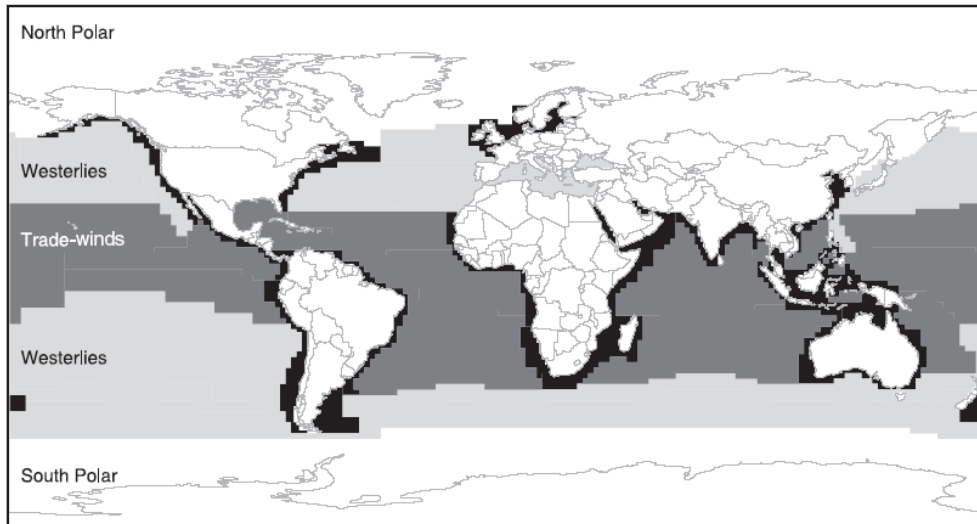 North Polar
Westerlies
Trade-winds
Westerlies
South Polar